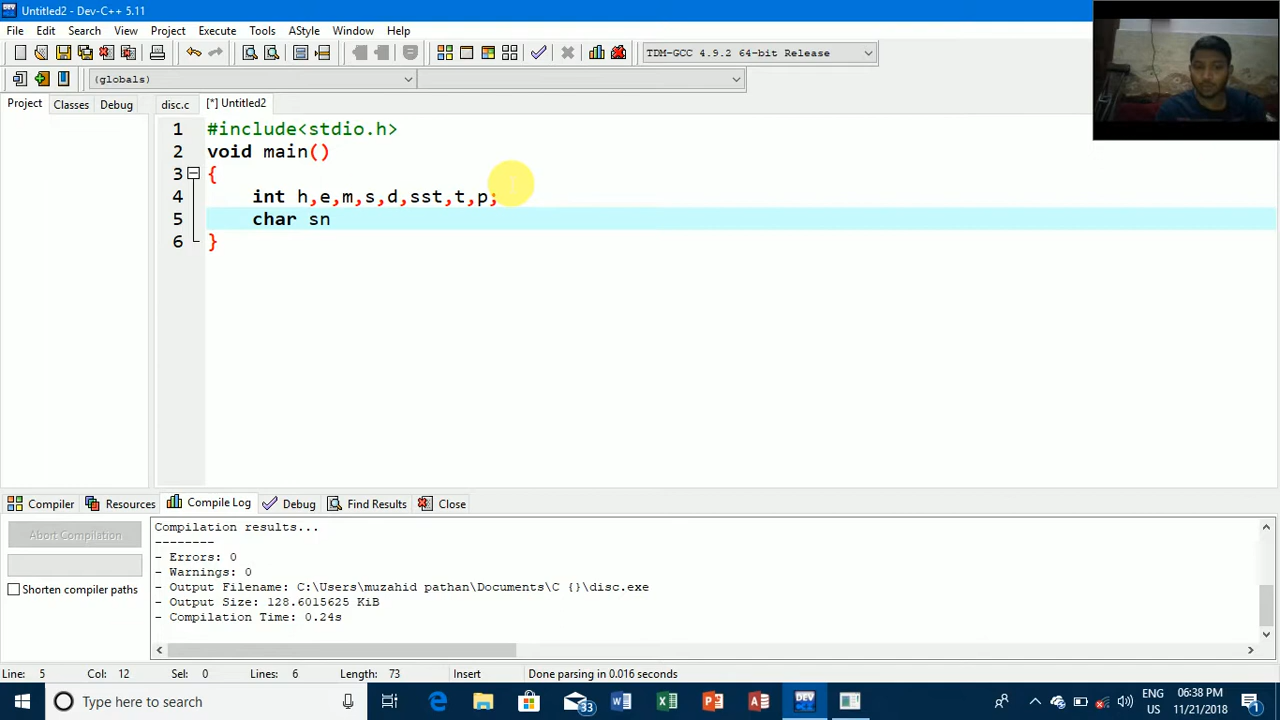 Untitled2 - Dev-C++ 5.11
File Edit Search View Project Execute Tools AStyle Window Help
TDM-GCC 4.9.2 64-bit Release
(globals)
Project Classes Debug disc.c [*] Untitled2
1 #include<stdio.h>
2 void main()
3 {
4 int h,e,m,s,d,sst,t,p;
5 char sn
6 }
Compiler Resources Compile Log Debug Find Results Close
Abort Compilation
Shorten compiler paths
Compilation results...
--------
- Errors: 0
- Warnings: 0
- Output Filename: C:\Users\muzahid pathan\Documents\C {}\disc.exe
- Output Size: 128.6015625 KiB
- Compilation Time: 0.24s
Line: 5 Col: 12 Sel: 0 Lines: 6 Length: 73 Insert Done parsing in 0.016 seconds
Type here to search
33
ENG
US
06:38 PM
11/21/2018
1